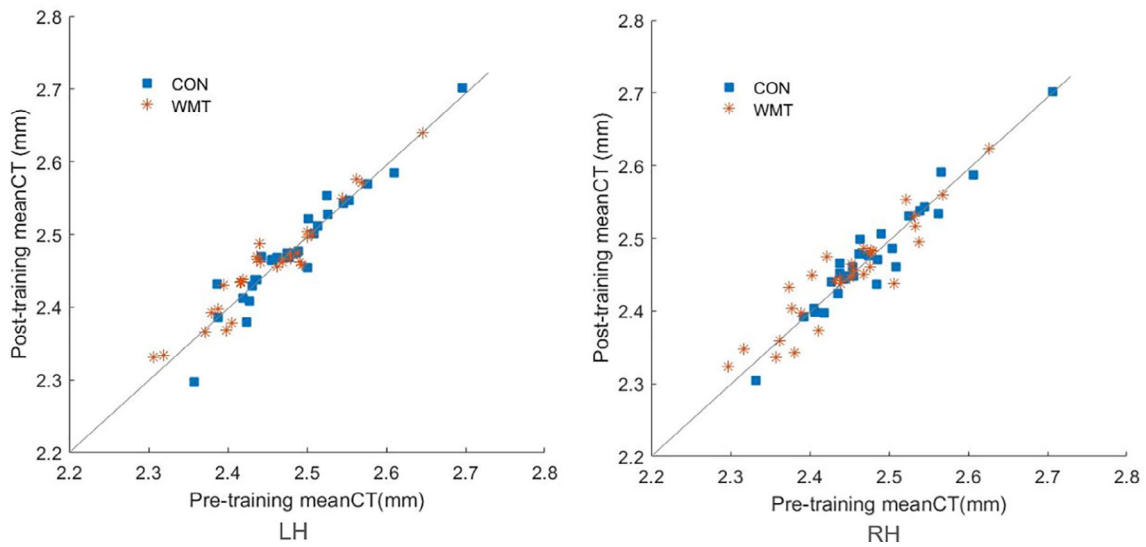 2.8
2.7
2.6
2.5
2.4
2.3
2.2
Post-training meanCT (mm)
CON
WMT
2.2 2.3 2.4 2.5 2.6 2.7 2.8
Pre-training meanCT(mm)
LH
2.8
2.7
2.6
2.5
2.4
2.3
2.2
Post-training meanCT (mm)
CON
WMT
2.2 2.3 2.4 2.5 2.6 2.7 2.8
Pre-training meanCT(mm)
RH